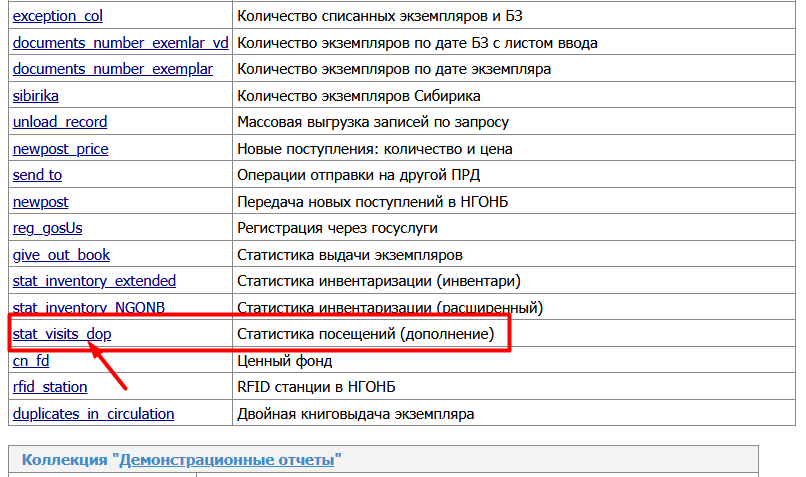 exception_col Количество списанных экземпляров и БЗ
documents_number_exemlar_vd Количество экземпляров по дате БЗ с листом ввода
documents_number_exemplar Количество экземпляров по дате экземпляра
sibirika Количество экземпляров Сибирика
unload_record Массовая выгрузка записей по запросу
newpost_price Новые поступления: количество и цена
send to Операции отправки на другой ПРД
newpost Передача новых поступлений в НГОНБ
reg_gosUs Регистрация через госуслуги
give_out_book Статистика выдачи экземпляров
stat_inventory_extended Статистика инвентаризации (инвентари)
stat_inventory_NGONB Статистика инвентаризации (расширенный)
stat_visits_dop Статистика посещений (дополнение)
cn_fd Ценный фонд
rfid_station RFID станции в НГОНБ
duplicates_in_circulation Двойная книговыдача экземпляра
Коллекция "Демонстрационные отчеты"